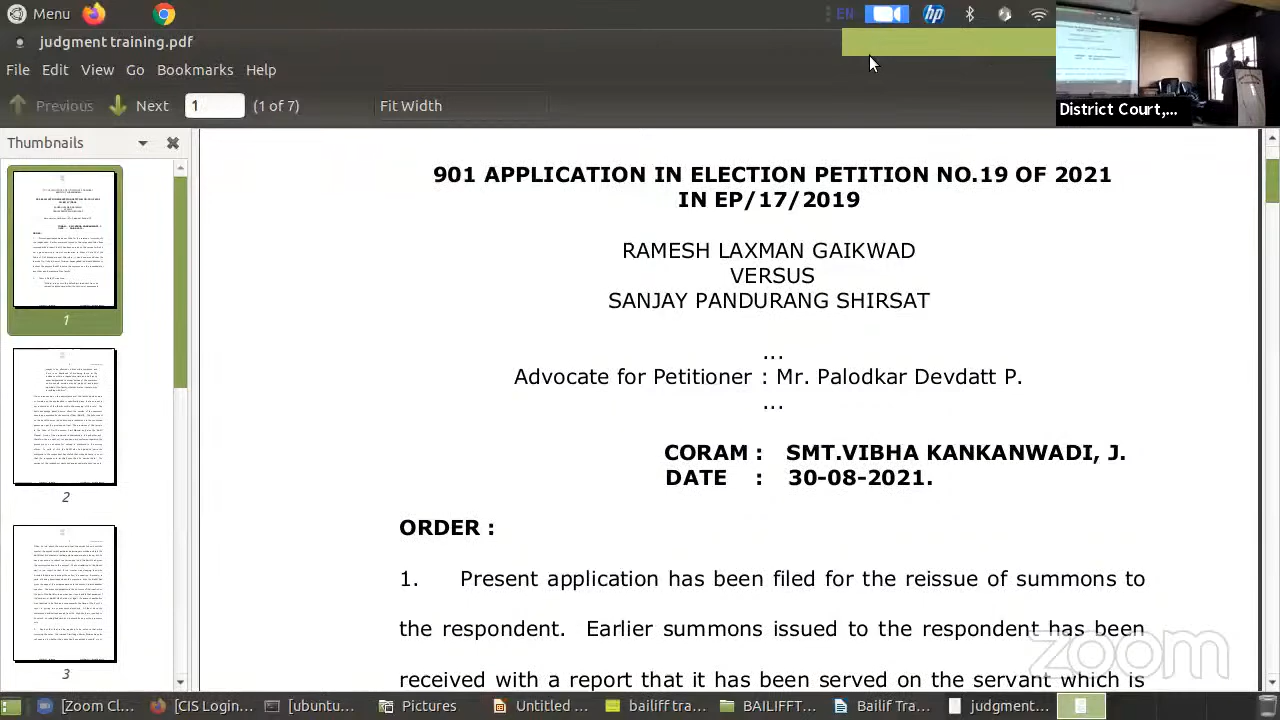 Menu
EN
hp
judgment training.pdf
File Edit View Go Bookmarks Help
Previous Next 1 (1 of 7) Fit Width
District Court,...
Thumbnails
1
2
3
901 APPLICATION IN ELECTION PETITION NO.19 OF 2021
IN EP/17/2019
RAMESH LAXMAN GAIKWAD
VERSUS
SANJAY PANDURANG SHIRSAT
...
Advocate for Petitioner : Mr. Palodkar Devdatt P.
...
CORAM : SMT.VIBHA KANKANWADI, J.
DATE : 30-08-2021.
ORDER :
1. Present application has been filed for the reissue of summons to
the respondent. Earlier summons issued to the respondent has been
received with a report that it has been served on the servant which is
zoom
[Zoom Cl... [CIS Login... [ubuntu... Pictures Untitle... bailiff tra... BAILIFFT... Bailif Tra... judgment...